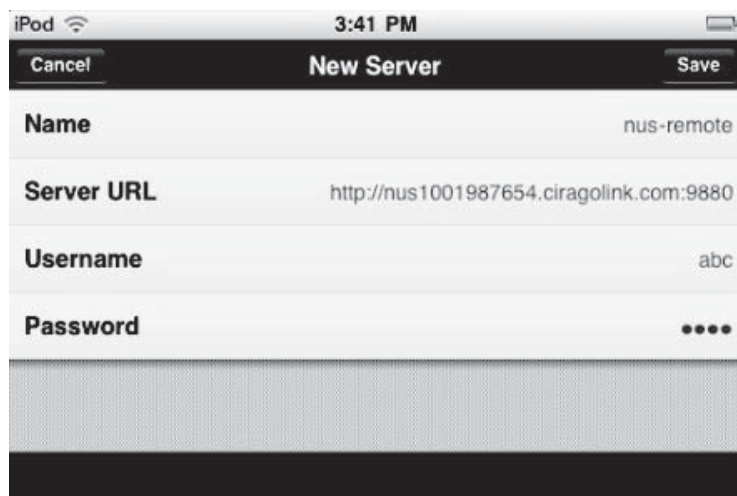 iPod 3:41 PM
Cancel New Server Save
Name nus-remote
Server URL http://nus1001987654.ciragolink.com:9880
Username abc
Password ●●●●